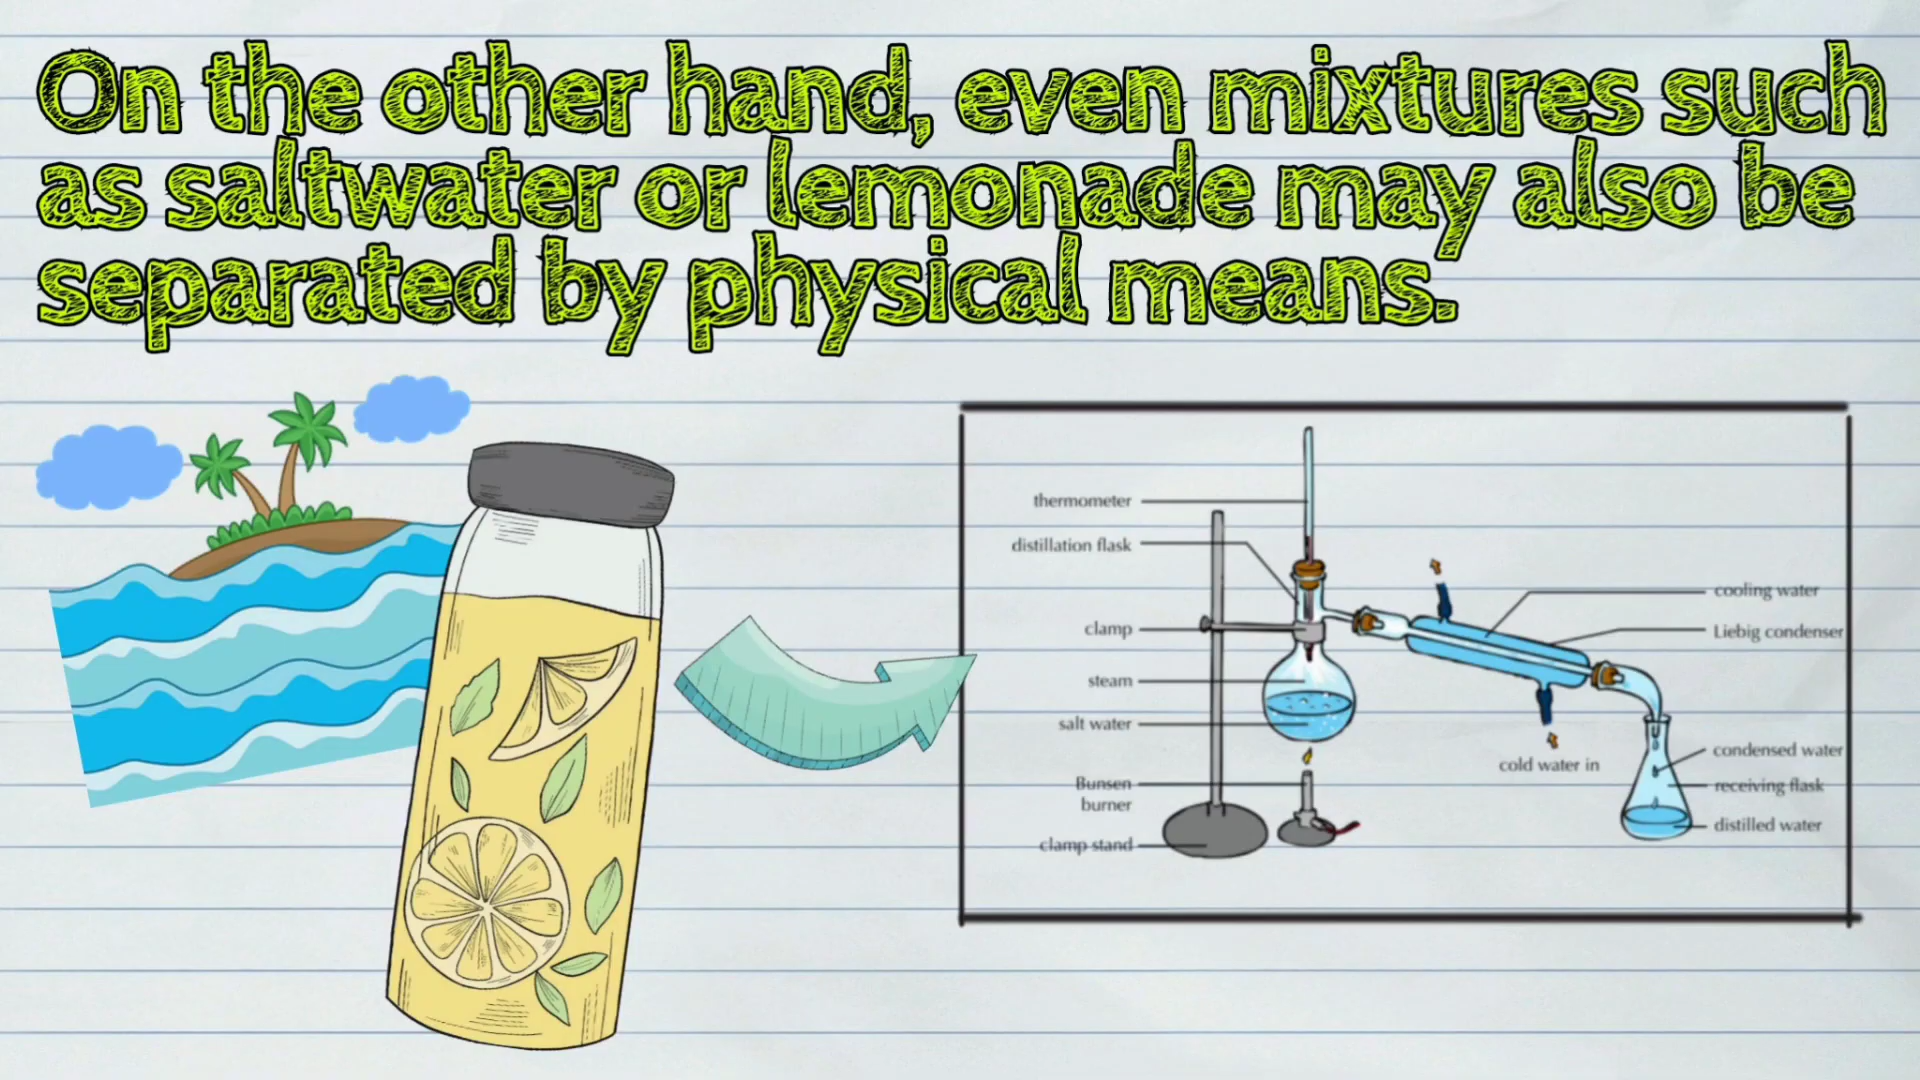 On the other hand, even mixtures such
as saltwater or lemonade may also be
separated by physical means.
thermometer
distillation flask
clamp
steam
salt water
Bunsen
burner
clamp stand
cooling water
Liebig condenser
cold water in
condensed water
receiving flask
distilled water